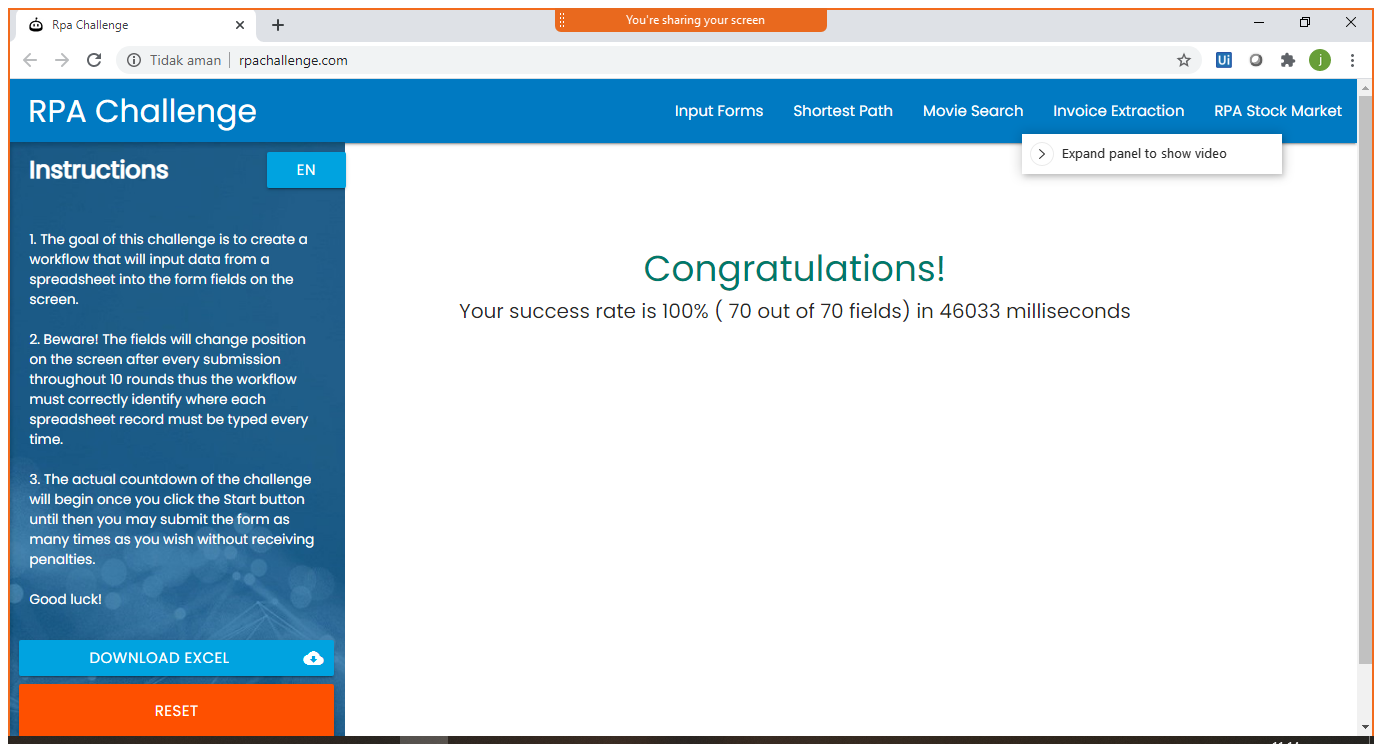 Rpa Challenge
You're sharing your screen
Tidak aman
rpachallenge.com
Ui
j
RPA Challenge
Input Forms
Shortest Path
Movie Search
Invoice Extraction
RPA Stock Market
Expand panel to show video
Instructions
EN
1. The goal of this challenge is to create a
workflow that will input data from a
spreadsheet into the form fields on the
screen.
2. Beware! The fields will change position
on the screen after every submission
throughout 10 rounds thus the workflow
must correctly identify where each
spreadsheet record must be typed every
time.
3. The actual countdown of the challenge
will begin once you click the Start button
until then you may submit the form as
many times as you wish without receiving
penalties.
Good luck!
DOWNLOAD EXCEL
RESET
Congratulations!
Your success rate is 100% ( 70 out of 70 fields) in 46033 milliseconds